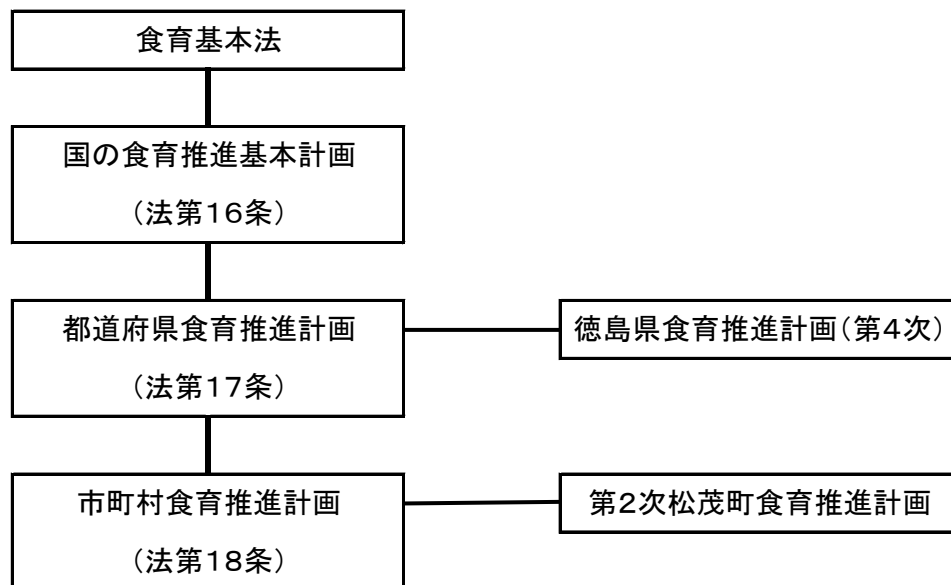 食育基本法
国の食育推進基本計画
（法第１６条）
都道府県食育推進計画
（法第１７条）
徳島県食育推進計画（第４次）
市町村食育推進計画
（法第１８条）
第２次松茂町食育推進計画